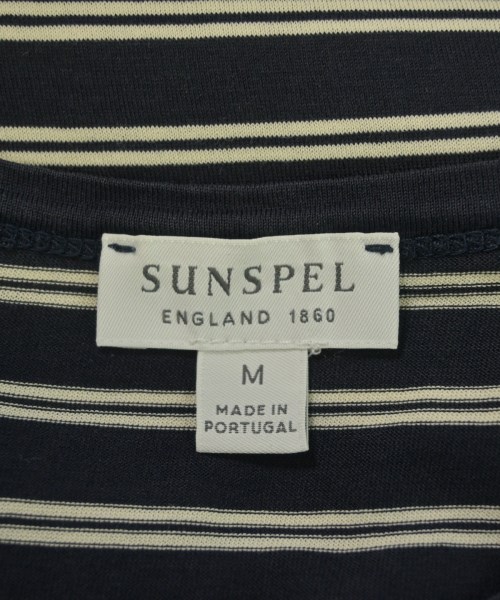 SUNSPEL
ENGLAND 1860
M
MADE IN
PORTUGAL